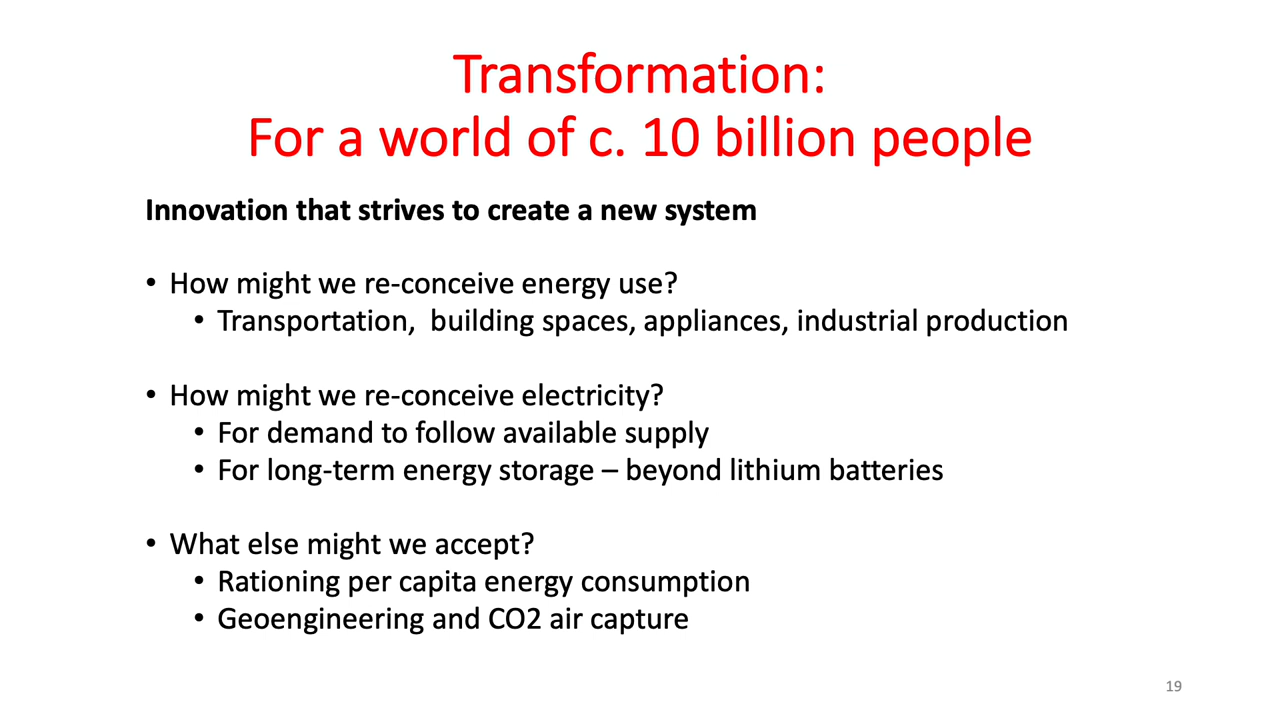 Transformation:
For a world of c. 10 billion people
Innovation that strives to create a new system
• How might we re-conceive energy use?
• Transportation,  building spaces, appliances, industrial production
• How might we re-conceive electricity?
• For demand to follow available supply
• For long-term energy storage – beyond lithium batteries
• What else might we accept?
• Rationing per capita energy consumption
• Geoengineering and CO2 air capture
19